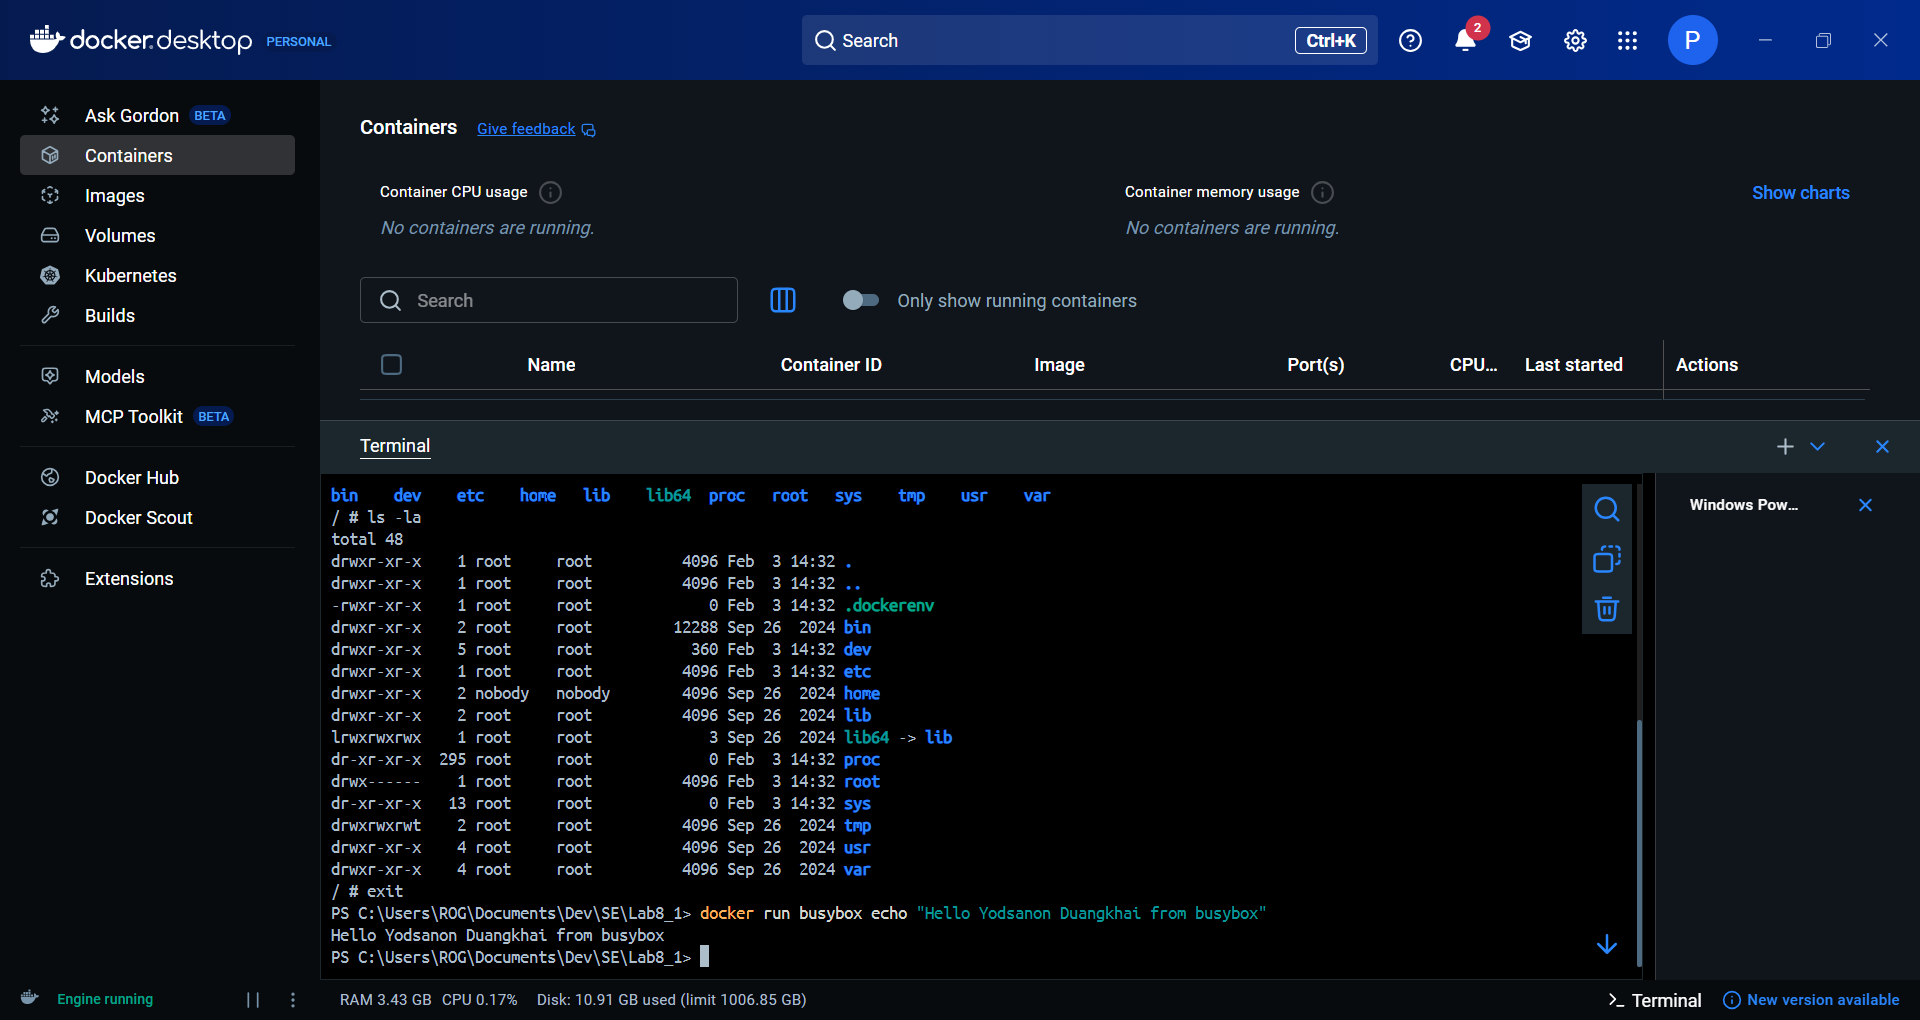 docker.desktop PERSONAL
Search Ctrl+K
2
P
Ask Gordon BETA
Containers
Images
Volumes
Kubernetes
Builds
Models
MCP Toolkit BETA
Docker Hub
Docker Scout
Extensions
Containers Give feedback
Container CPU usage
No containers are running.
Container memory usage
No containers are running.
Show charts
Search
Only show running containers
Name Container ID Image Port(s) CPU... Last started Actions
Terminal
bin dev etc home lib lib64 proc root sys tmp usr var
/ # ls -la
total 48
drwxr-xr-x 1 root root 4096 Feb 3 14:32 .
drwxr-xr-x 1 root root 4096 Feb 3 14:32 ..
-rwxr-xr-x 1 root root 0 Feb 3 14:32 .dockerenv
drwxr-xr-x 2 root root 12288 Sep 26 2024 bin
drwxr-xr-x 5 root root 360 Feb 3 14:32 dev
drwxr-xr-x 1 root root 4096 Feb 3 14:32 etc
drwxr-xr-x 2 nobody nobody 4096 Sep 26 2024 home
drwxr-xr-x 2 root root 4096 Sep 26 2024 lib
lrwxrwxrwx 1 root root 3 Sep 26 2024 lib64 -> lib
dr-xr-xr-x 295 root root 0 Feb 3 14:32 proc
drwx------ 1 root root 4096 Feb 3 14:32 root
dr-xr-xr-x 13 root root 0 Feb 3 14:32 sys
drwxrwxrwt 2 root root 4096 Sep 26 2024 tmp
drwxr-xr-x 4 root root 4096 Sep 26 2024 usr
drwxr-xr-x 4 root root 4096 Sep 26 2024 var
/ # exit
PS C:\Users\ROG\Documents\Dev\SE\Lab8_1> docker run busybox echo "Hello Yodsanon Duangkhai from busybox"
Hello Yodsanon Duangkhai from busybox
PS C:\Users\ROG\Documents\Dev\SE\Lab8_1>
Windows Pow...
Engine running
RAM 3.43 GB CPU 0.17% Disk: 10.91 GB used (limit 1006.85 GB)
Terminal
New version available